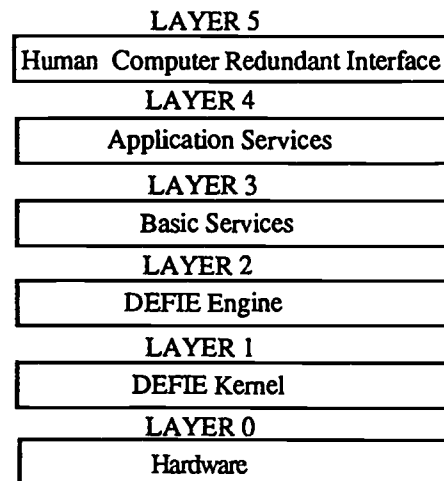 LAYER 5
Human Computer Redundant Interface
LAYER 4
Application Services
LAYER 3
Basic Services
LAYER 2
DEFIE Engine
LAYER 1
DEFIE Kernel
LAYER 0
Hardware